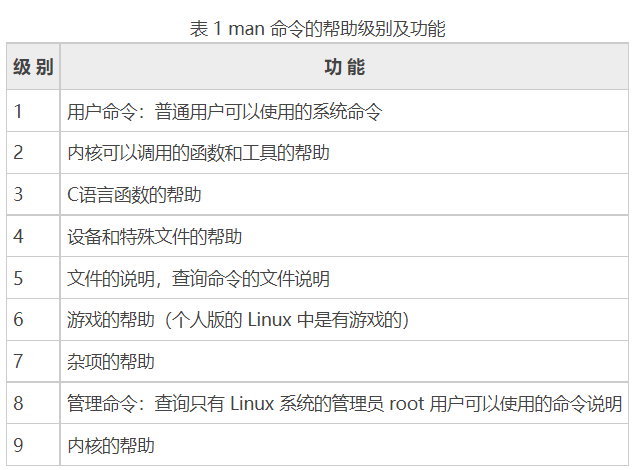 表 1 man 命令的帮助级别及功能
级 别 功 能
1 用户命令：普通用户可以使用的系统命令
2 内核可以调用的函数和工具的帮助
3 C语言函数的帮助
4 设备和特殊文件的帮助
5 文件的说明，查询命令的文件说明
6 游戏的帮助（个人版的 Linux 中是有游戏的）
7 杂项的帮助
8 管理命令：查询只有 Linux 系统的管理员 root 用户可以使用的命令说明
9 内核的帮助